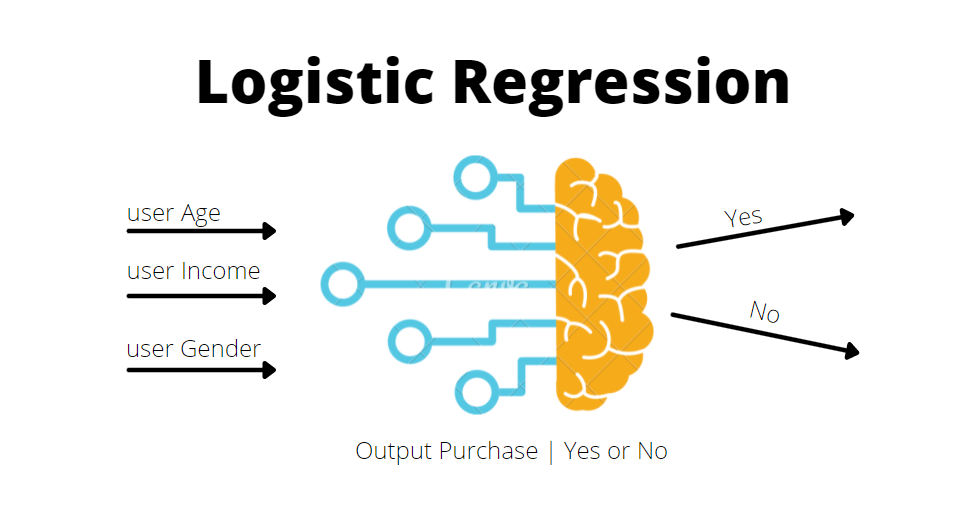 Logistic Regression
user Age
user Income
user Gender
Yes
No
Output Purchase | Yes or No